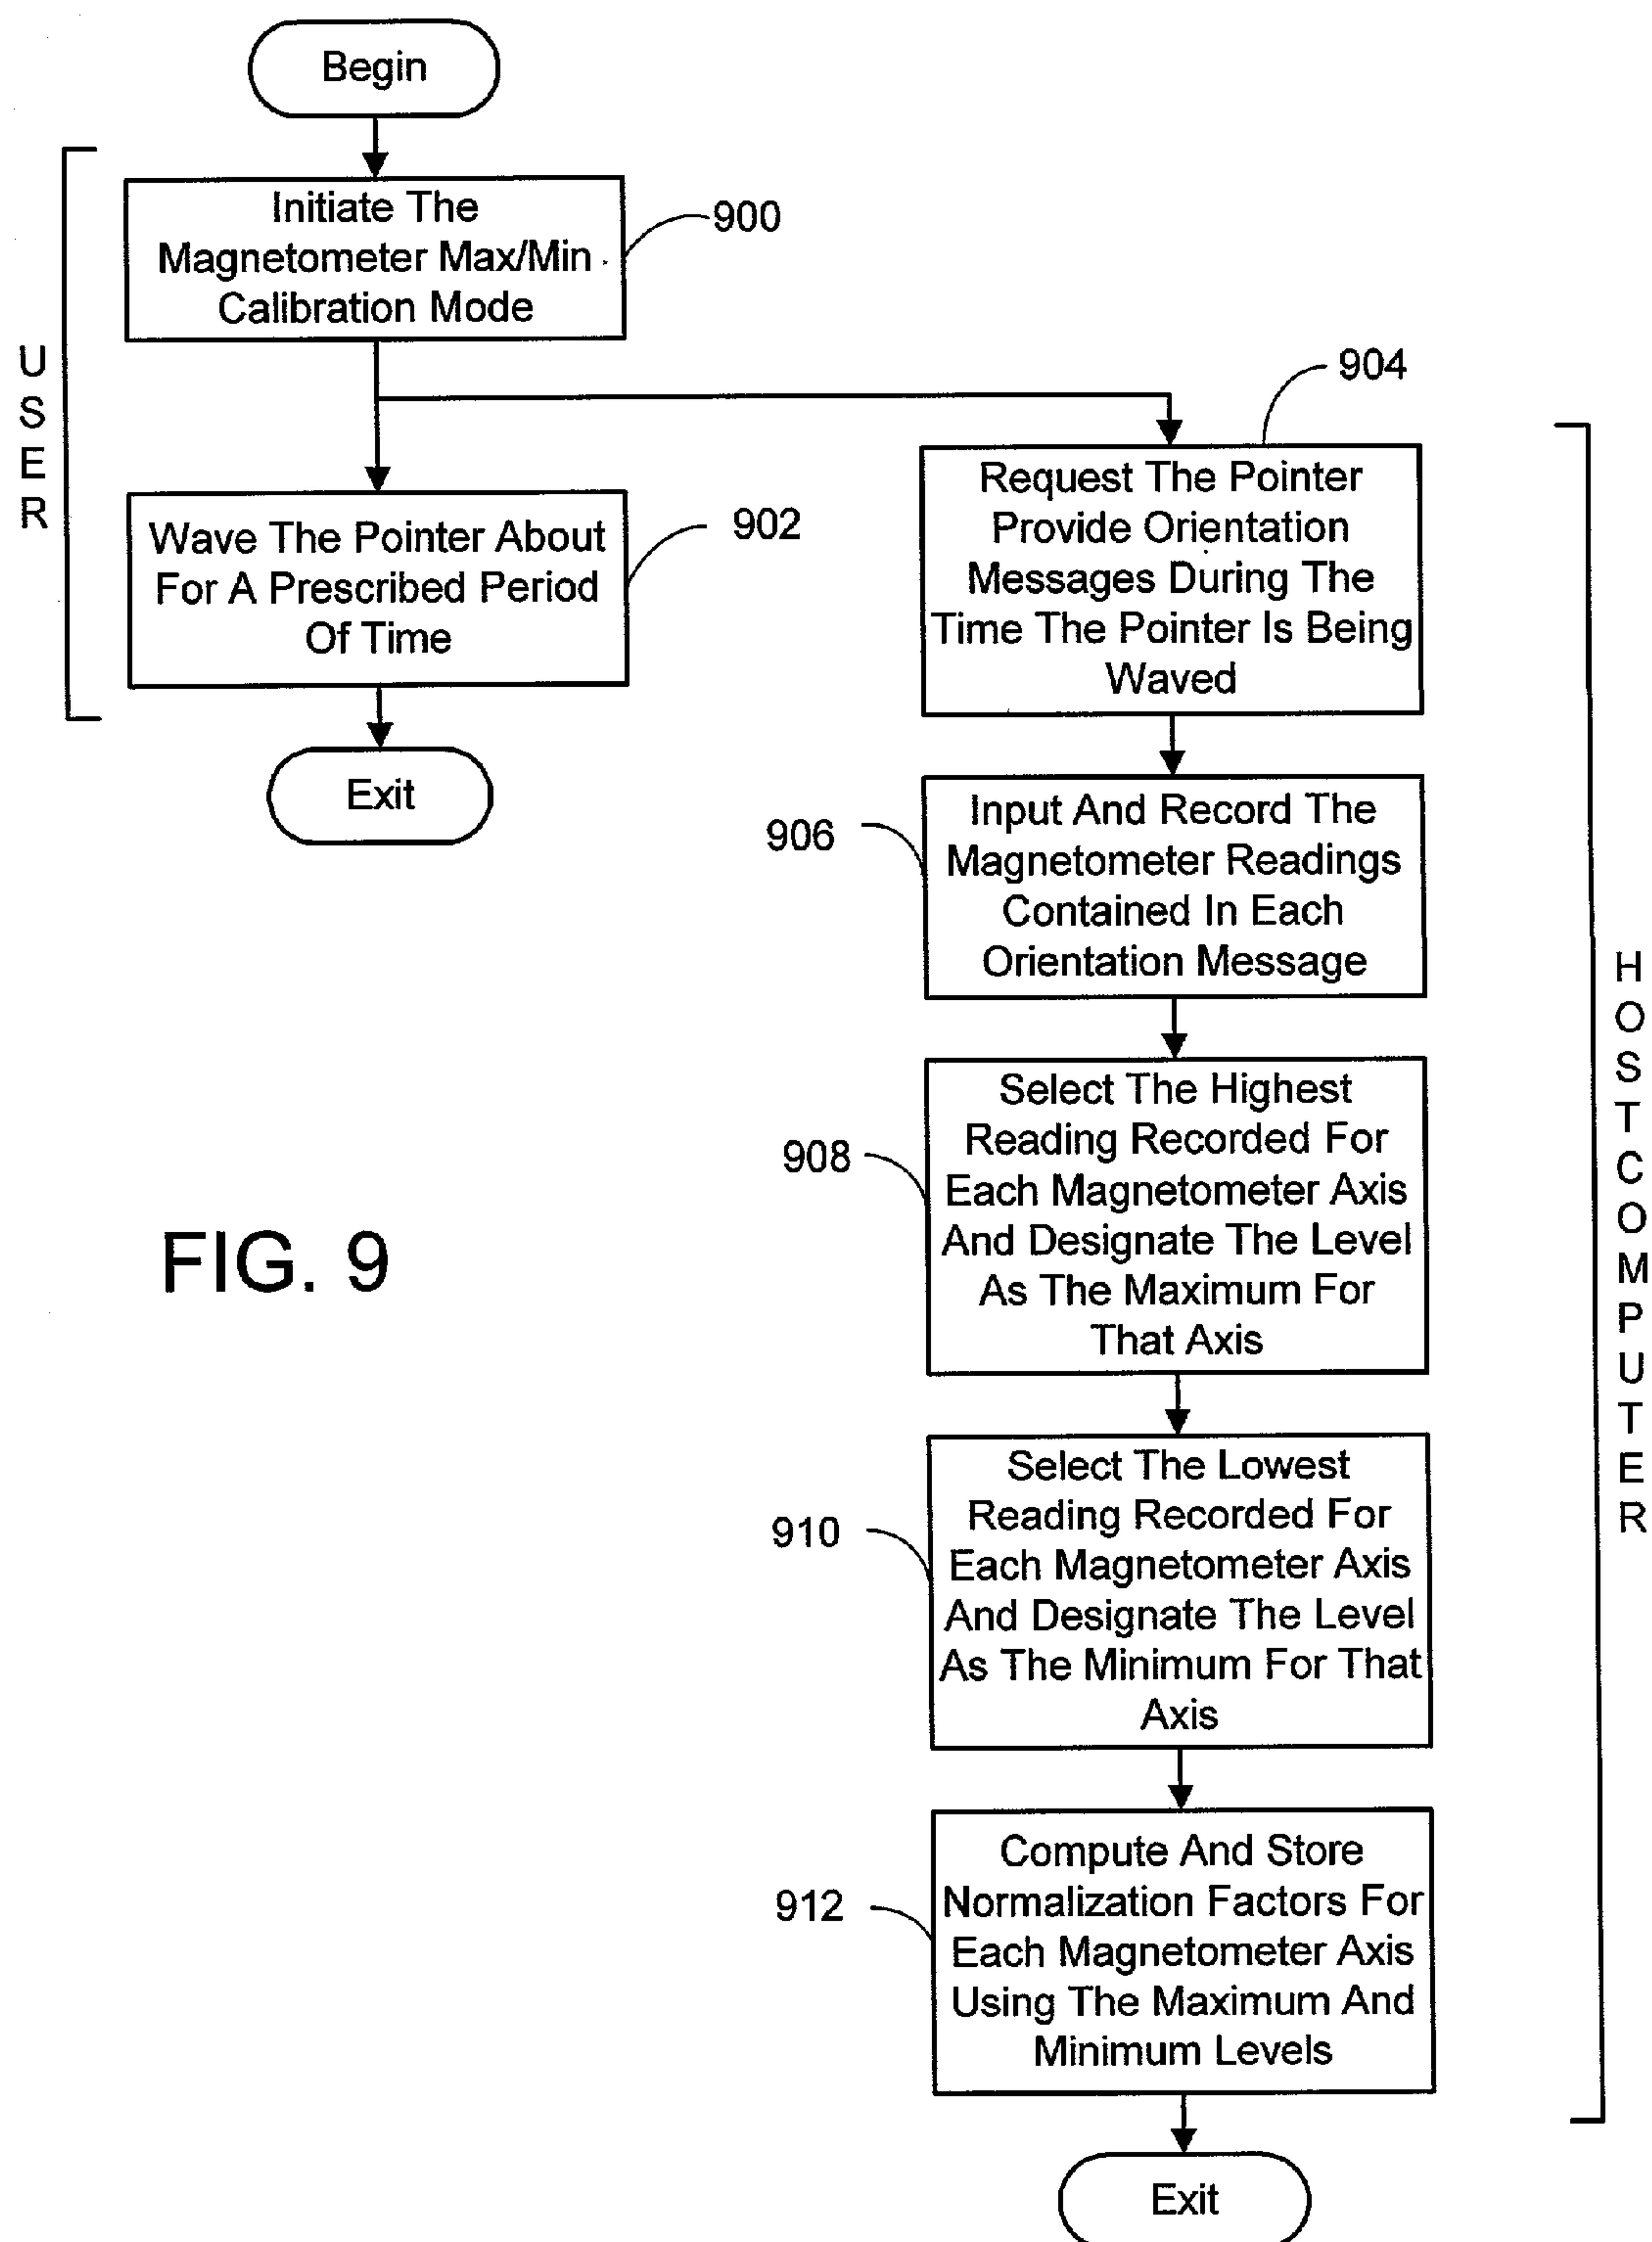 Begin
Initiate The
Magnetometer Max/Min
Calibration Mode
900
USER
Wave The Pointer About
For A Prescribed Period
Of Time
902
Exit
904
Request The Pointer
Provide Orientation
Messages During The
Time The Pointer Is Being
Waved
906
Input And Record The
Magnetometer Readings
Contained In Each
Orientation Message
908
Select The Highest
Reading Recorded For
Each Magnetometer Axis
And Designate The Level
As The Maximum For
That Axis
910
Select The Lowest
Reading Recorded For
Each Magnetometer Axis
And Designate The Level
As The Minimum For That
Axis
912
Compute And Store
Normalization Factors For
Each Magnetometer Axis
Using The Maximum And
Minimum Levels
Exit
HOST COMPUTER
FIG. 9